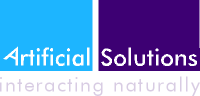 Artificial Solutions
interacting naturally